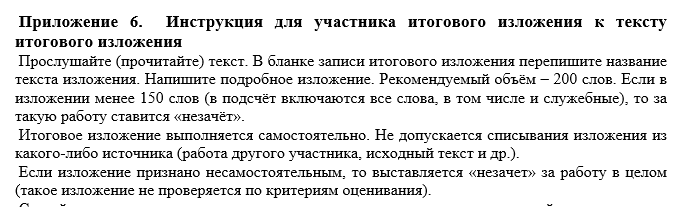 Приложение 6. Инструкция для участника итогового изложения к тексту
итогового изложения
Прослушайте (прочитайте) текст. В бланке записи итогового изложения перепишите название
текста изложения. Напишите подробное изложение. Рекомендуемый объём – 200 слов. Если в
изложении менее 150 слов (в подсчёт включаются все слова, в том числе и служебные), то за
такую работу ставится «незачёт».
Итоговое изложение выполняется самостоятельно. Не допускается списывания изложения из
какого-либо источника (работа другого участника, исходный текст и др.).
Если изложение признано несамостоятельным, то выставляется «незачет» за работу в целом
(такое изложение не проверяется по критериям оценивания).